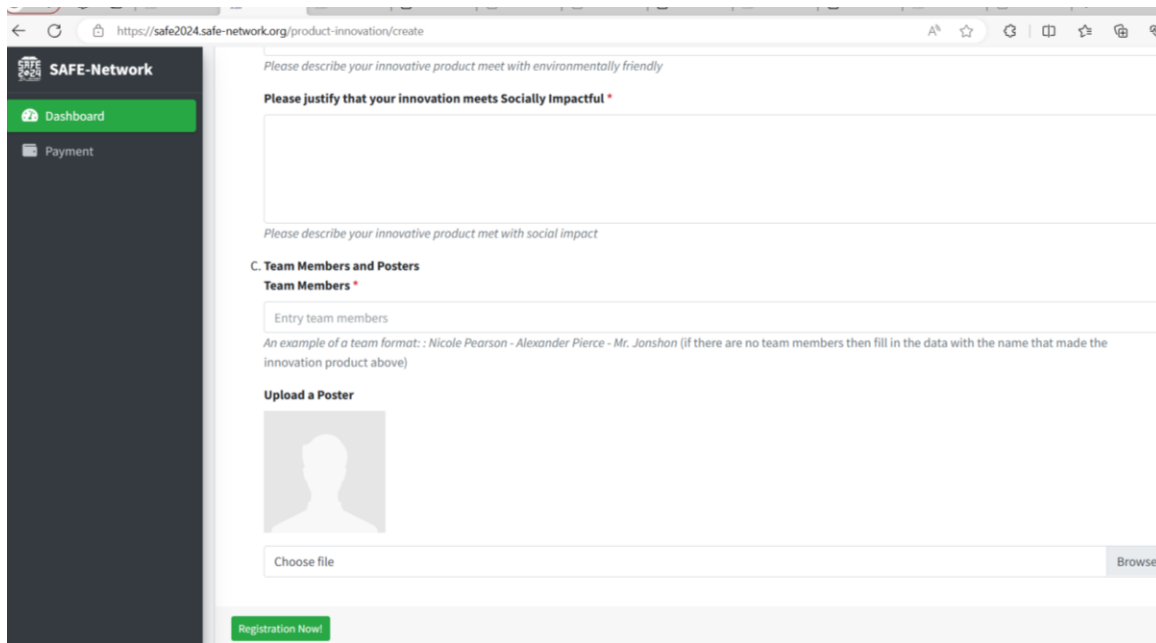 https://safe2024.safe-network.org/product-innovation/create
SAFE 2024
SAFE-Network
Dashboard
Payment
Please describe your innovative product meet with environmentally friendly
Please justify that your innovation meets Socially Impactful *
Please describe your innovative product met with social impact
C. Team Members and Posters
Team Members *
Entry team members
An example of a team format: : Nicole Pearson - Alexander Pierce - Mr. Jonshon (if there are no team members then fill in the data with the name that made the
innovation product above)
Upload a Poster
Choose file
Browse
Registration Now!